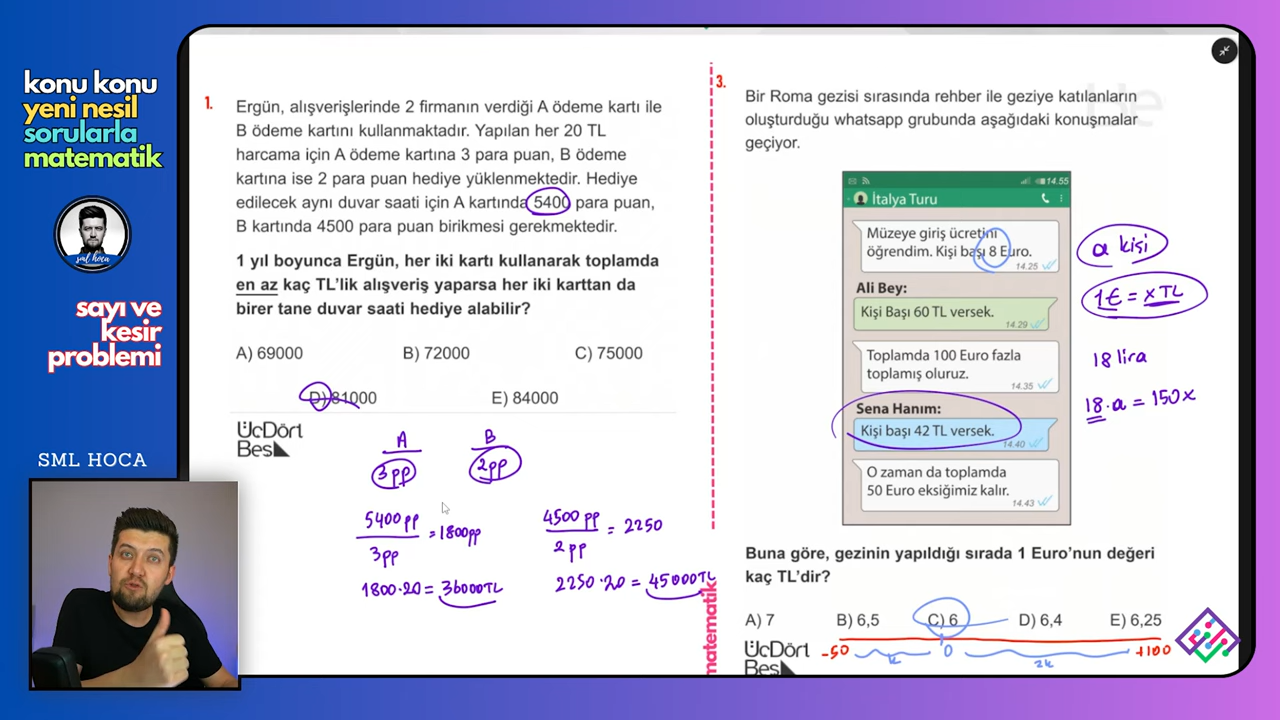 konu konu
yeni nesil
sorularla
matematik
sml hoca
sayı ve
kesir
problemi
SML HOCA
1.
Ergün, alışverişlerinde 2 firmanın verdiği A ödeme kartı ile
B ödeme kartını kullanmaktadır. Yapılan her 20 TL
harcama için A ödeme kartına 3 para puan, B ödeme
kartına ise 2 para puan hediye yüklenmektedir. Hediye
edilecek aynı duvar saati için A kartında 5400 para puan,
B kartında 4500 para puan birikmesi gerekmektedir.
1 yıl boyunca Ergün, her iki kartı kullanarak toplamda
en az kaç TL'lik alışveriş yaparsa her iki karttan da
birer tane duvar saati hediye alabilir?
A) 69000 B) 72000 C) 75000
D) 81000 E) 84000
ÜçDört
Beş
A B
3pp 2pp
5400 pp / 3pp = 1800pp
4500 pp / 2pp = 2250
1800·20 = 36000TL
2250·20 = 45000TL
matematik
3.
Bir Roma gezisi sırasında rehber ile geziye katılanların
oluşturduğu whatsapp grubunda aşağıdaki konuşmalar
geçiyor.
14.55
İtalya Turu
Müzeye giriş ücretini
öğrendim. Kişi başı 8 Euro.
14.25
Ali Bey:
Kişi Başı 60 TL versek.
14.29
Toplamda 100 Euro fazla
toplamış oluruz.
14.35
Sena Hanım:
Kişi başı 42 TL versek.
14.40
O zaman da toplamda
50 Euro eksiğimiz kalır.
14.43
a kişi
1€ = x TL
18 lira
18·a = 150x
Buna göre, gezinin yapıldığı sırada 1 Euro'nun değeri
kaç TL'dir?
A) 7 B) 6,5 C) 6 D) 6,4 E) 6,25
ÜçDört
Beş
-50 0 +100
k 2k